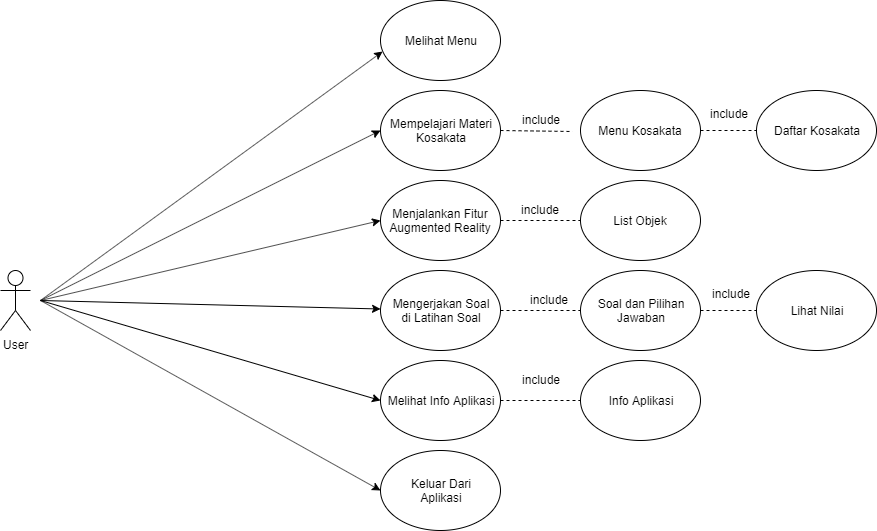 Melihat Menu
Mempelajari Materi
Kosakata
include
Menu Kosakata
include
Daftar Kosakata
Menjalankan Fitur
Augmented Reality
include
List Objek
User
Mengerjakan Soal
di Latihan Soal
include
Soal dan Pilihan
Jawaban
include
Lihat Nilai
Melihat Info Aplikasi
include
Info Aplikasi
Keluar Dari
Aplikasi